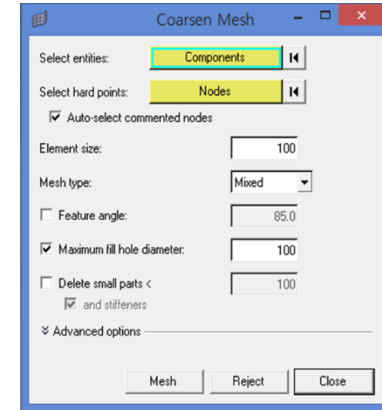 Coarsen Mesh
Select entities: Components
Select hard points: Nodes
Auto-select commented nodes
Element size: 100
Mesh type: Mixed
Feature angle: 85.0
Maximum fill hole diameter: 100
Delete small parts < 100
and stiffeners
Advanced options
Mesh Reject Close